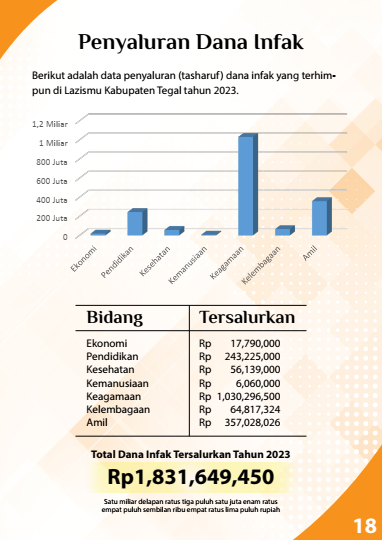 Penyaluran Dana Infak
Berikut adalah data penyaluran (tasharuf) dana infak yang terhim-
pun di Lazismu Kabupaten Tegal tahun 2023.
1,2 Miliar
1 Miliar
800 Juta
600 Juta
400 Juta
200 Juta
0
Ekonomi
Pendidikan
Kesehatan
Kemanusiaan
Keagamaan
Kelembagaan
Amil
Bidang Tersalurkan
Ekonomi Rp 17,790,000
Pendidikan Rp 243,225,000
Kesehatan Rp 56,139,000
Kemanusiaan Rp 6,060,000
Keagamaan Rp 1,030,296,500
Kelembagaan Rp 64,817,324
Amil Rp 357,028,026
Total Dana Infak Tersalurkan Tahun 2023
Rp1,831,649,450
Satu miliar delapan ratus tiga puluh satu juta enam ratus
empat puluh sembilan ribu empat ratus lima puluh rupiah
18